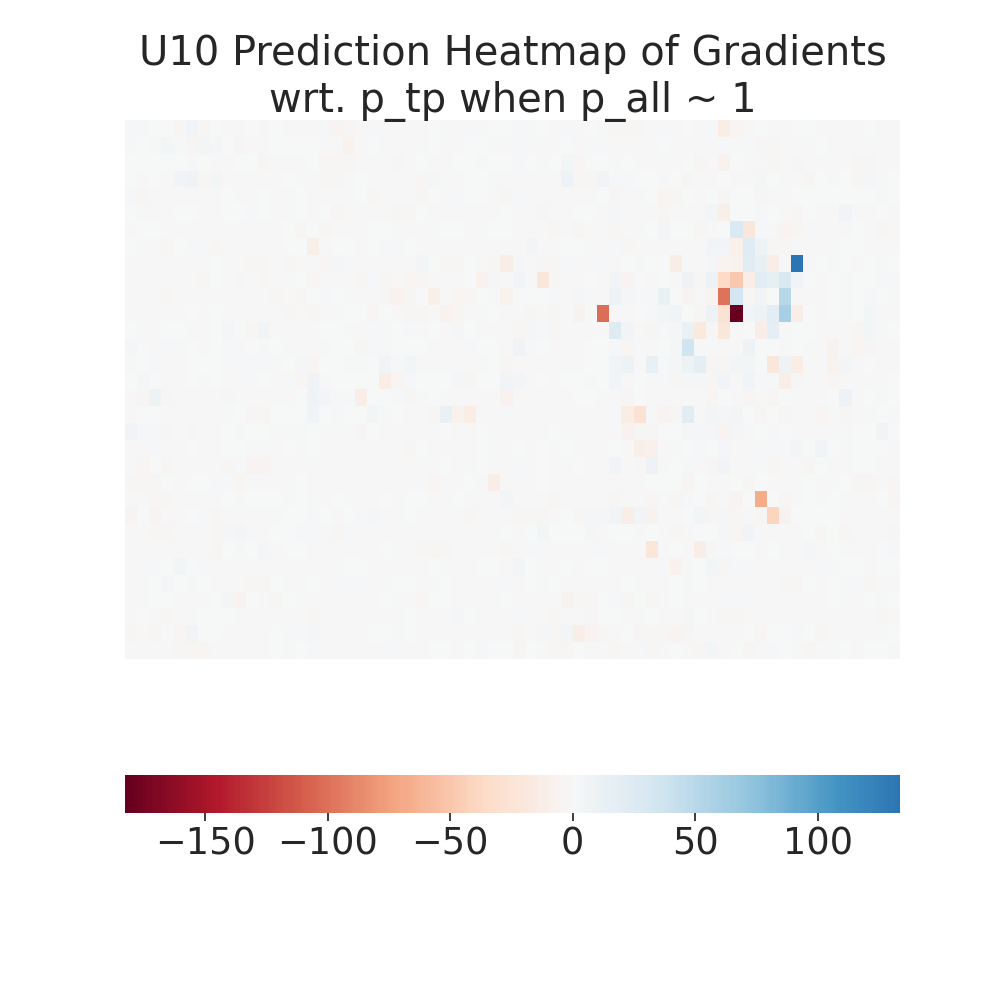 U10 Prediction Heatmap of Gradients
wrt. p_tp when p_all ~ 1
−150 −100 −50 0 50 100